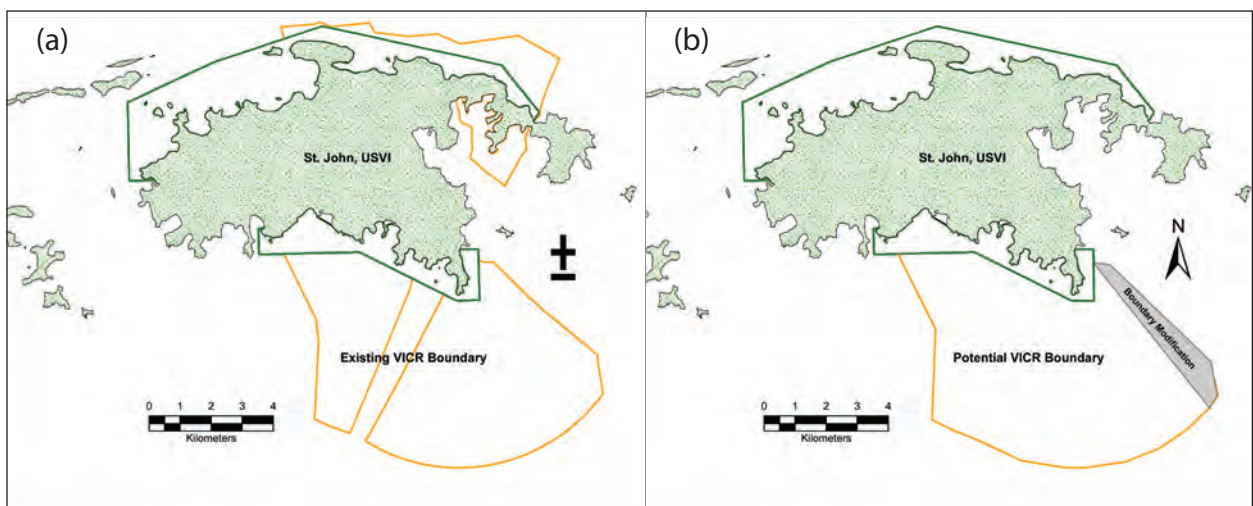 (a)
St. John, USVI
±
Existing VICR Boundary
0 1 2 3 4
Kilometers
(b)
St. John, USVI
N
Boundary Modification
Potential VICR Boundary
0 1 2 3 4
Kilometers